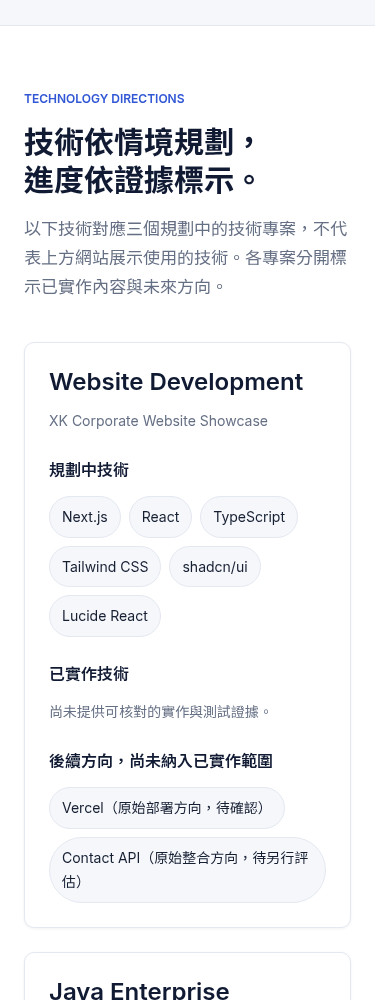 TECHNOLOGY DIRECTIONS
技術依情境規劃，
進度依證據標示。
以下技術對應三個規劃中的技術專案，不代
表上方網站展示使用的技術。各專案分開標
示已實作內容與未來方向。
Website Development
XK Corporate Website Showcase
規劃中技術
Next.js React TypeScript
Tailwind CSS shadcn/ui
Lucide React
已實作技術
尚未提供可核對的實作與測試證據。
後續方向，尚未納入已實作範圍
Vercel（原始部署方向，待確認）
Contact API（原始整合方向，待另行評
估）
Java Enterprise